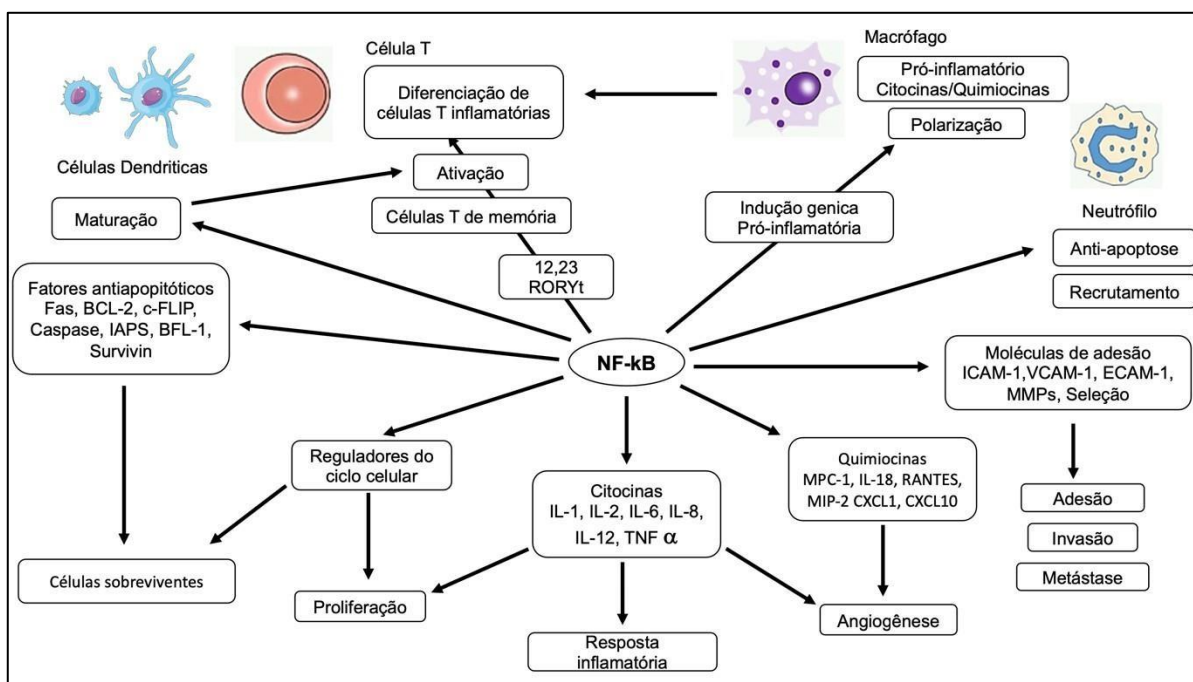 Célula T
Diferenciação de
células T inflamatórias
Ativação
Células T de memória
12,23
RORYt
Células Dendriticas
Maturação
Macrófago
Pró-inflamatório
Citocinas/Quimiocinas
Polarização
Indução genica
Pró-inflamatória
Neutrófilo
Anti-apoptose
Recrutamento
Fatores antiapopitóticos
Fas, BCL-2, c-FLIP,
Caspase, IAPS, BFL-1,
Survivin
NF-kB
Moléculas de adesão
ICAM-1,VCAM-1, ECAM-1,
MMPs, Seleção
Reguladores do
ciclo celular
Citocinas
IL-1, IL-2, IL-6, IL-8,
IL-12, TNF α
Quimiocinas
MPC-1, IL-18, RANTES,
MIP-2 CXCL1, CXCL10
Adesão
Invasão
Metástase
Células sobreviventes
Proliferação
Resposta
inflamatória
Angiogênese